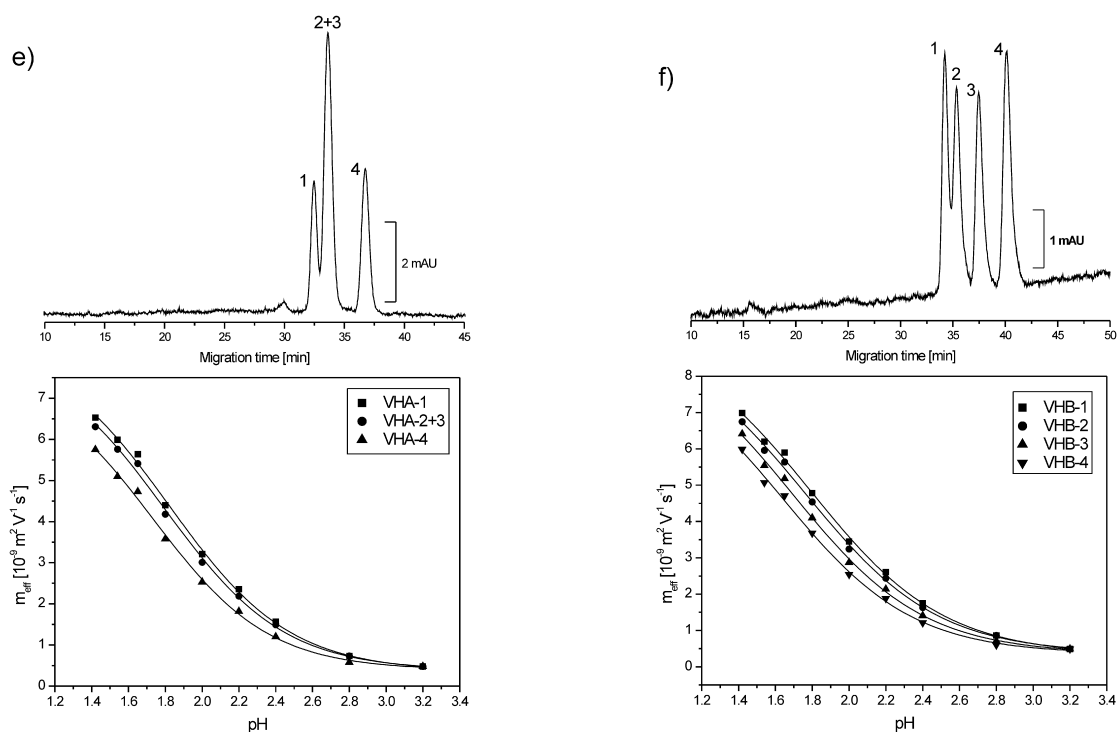 e)
2+3
1
4
2 mAU
10 15 20 25 30 35 40 45
Migration time [min]
7
6
5
4
3
2
1
0
m_eff [10^-9 m^2 V^-1 s^-1]
VHA-1
VHA-2+3
VHA-4
1.2 1.4 1.6 1.8 2.0 2.2 2.4 2.6 2.8 3.0 3.2 3.4
pH
f)
1
2
3
4
1 mAU
10 15 20 25 30 35 40 45 50
Migration time [min]
8
7
6
5
4
3
2
1
0
m_eff [10^-9 m^2 V^-1 s^-1]
VHB-1
VHB-2
VHB-3
VHB-4
1.2 1.4 1.6 1.8 2.0 2.2 2.4 2.6 2.8 3.0 3.2 3.4
pH